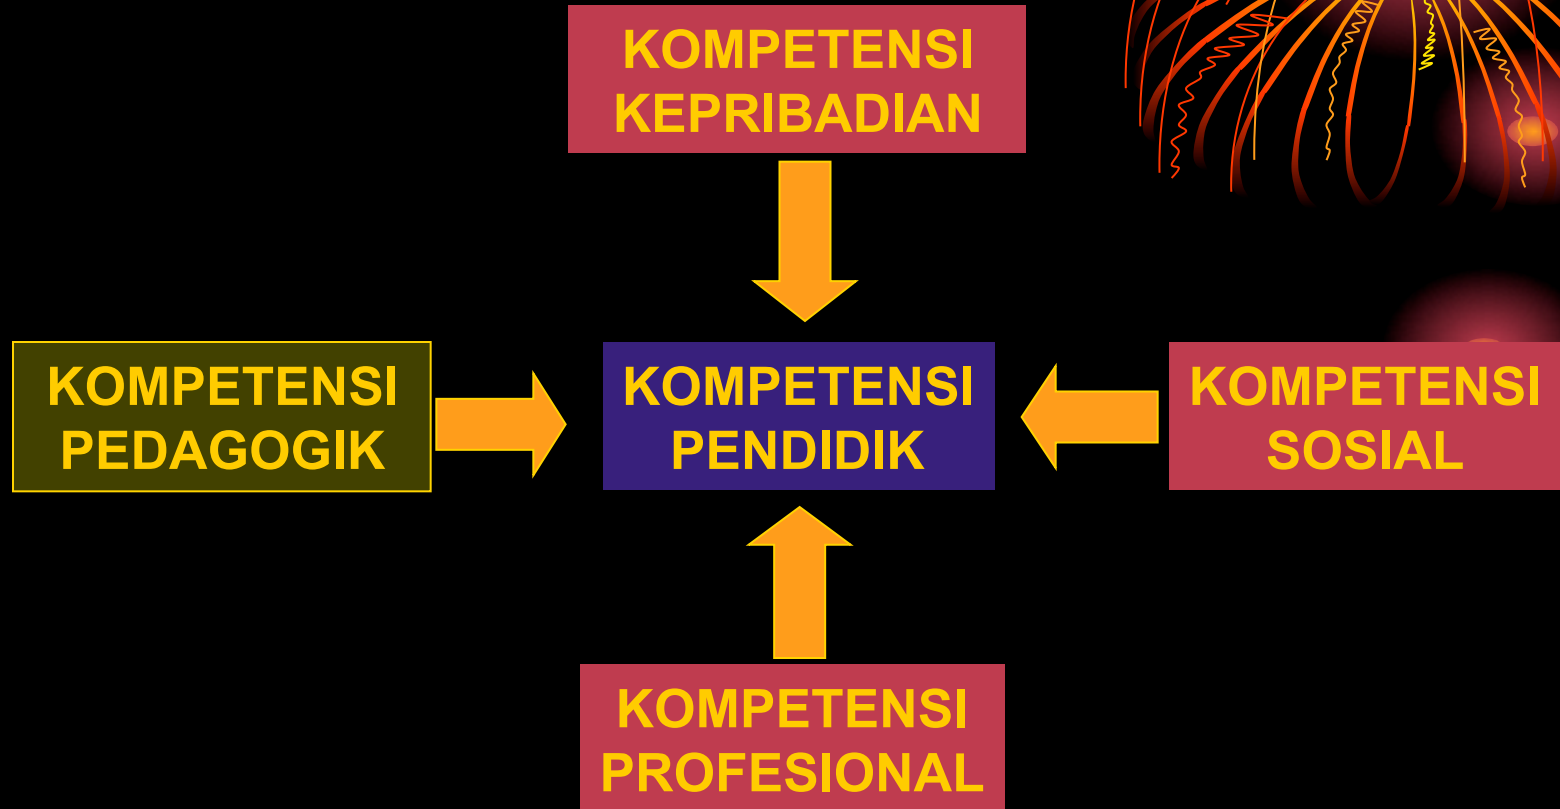 KOMPETENSI
KEPRIBADIAN
KOMPETENSI
PEDAGOGIK
KOMPETENSI
PENDIDIK
KOMPETENSI
SOSIAL
KOMPETENSI
PROFESIONAL